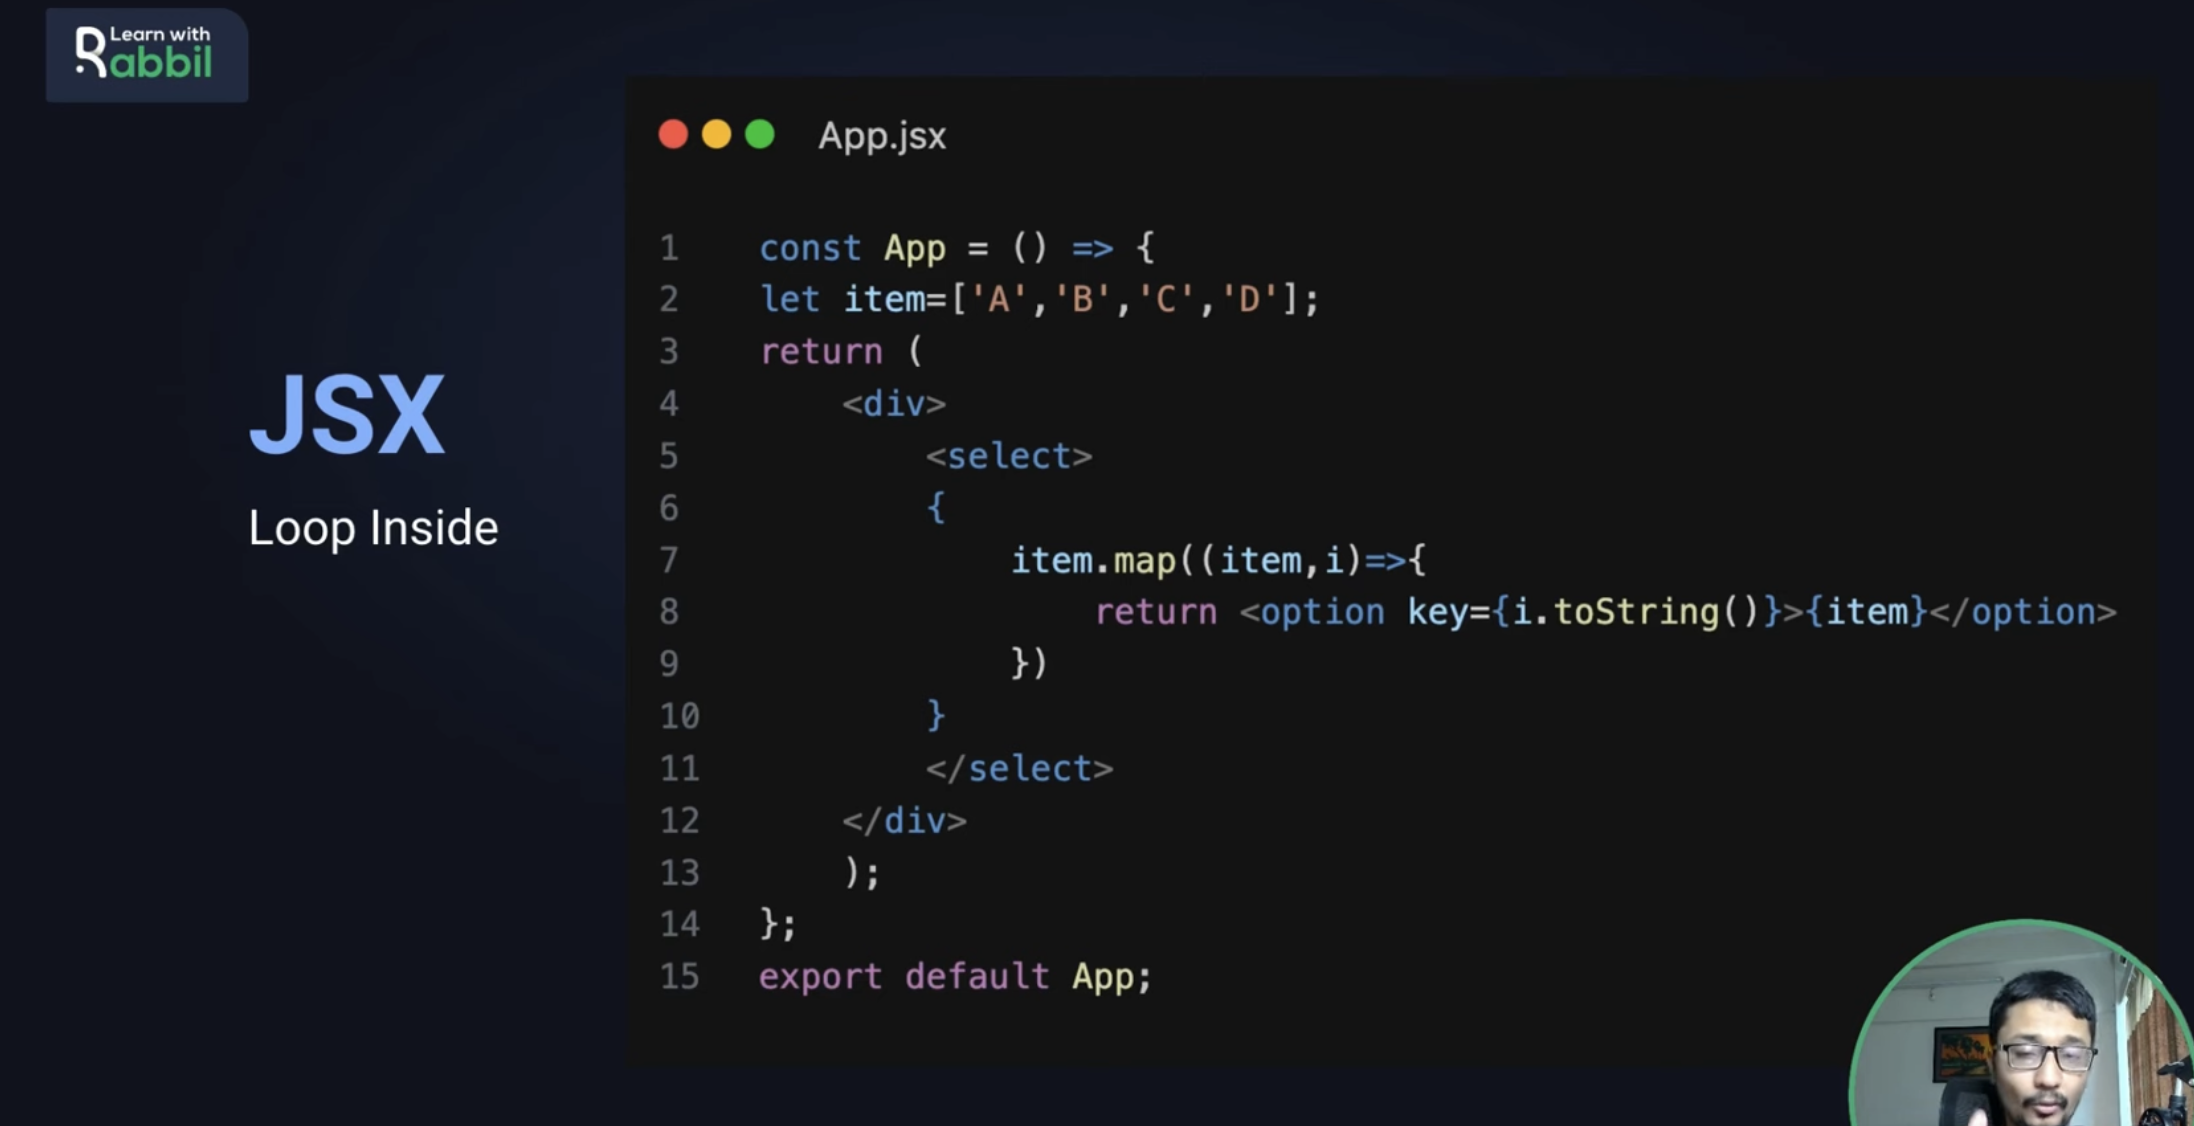 Learn with
Rabbil
App.jsx
JSX
Loop Inside
1 const App = () => {
2 let item=['A','B','C','D'];
3 return (
4 <div>
5 <select>
6 {
7 item.map((item,i)=>{
8 return <option key={i.toString()}>{item}</option>
9 })
10 }
11 </select>
12 </div>
13 );
14 };
15 export default App;